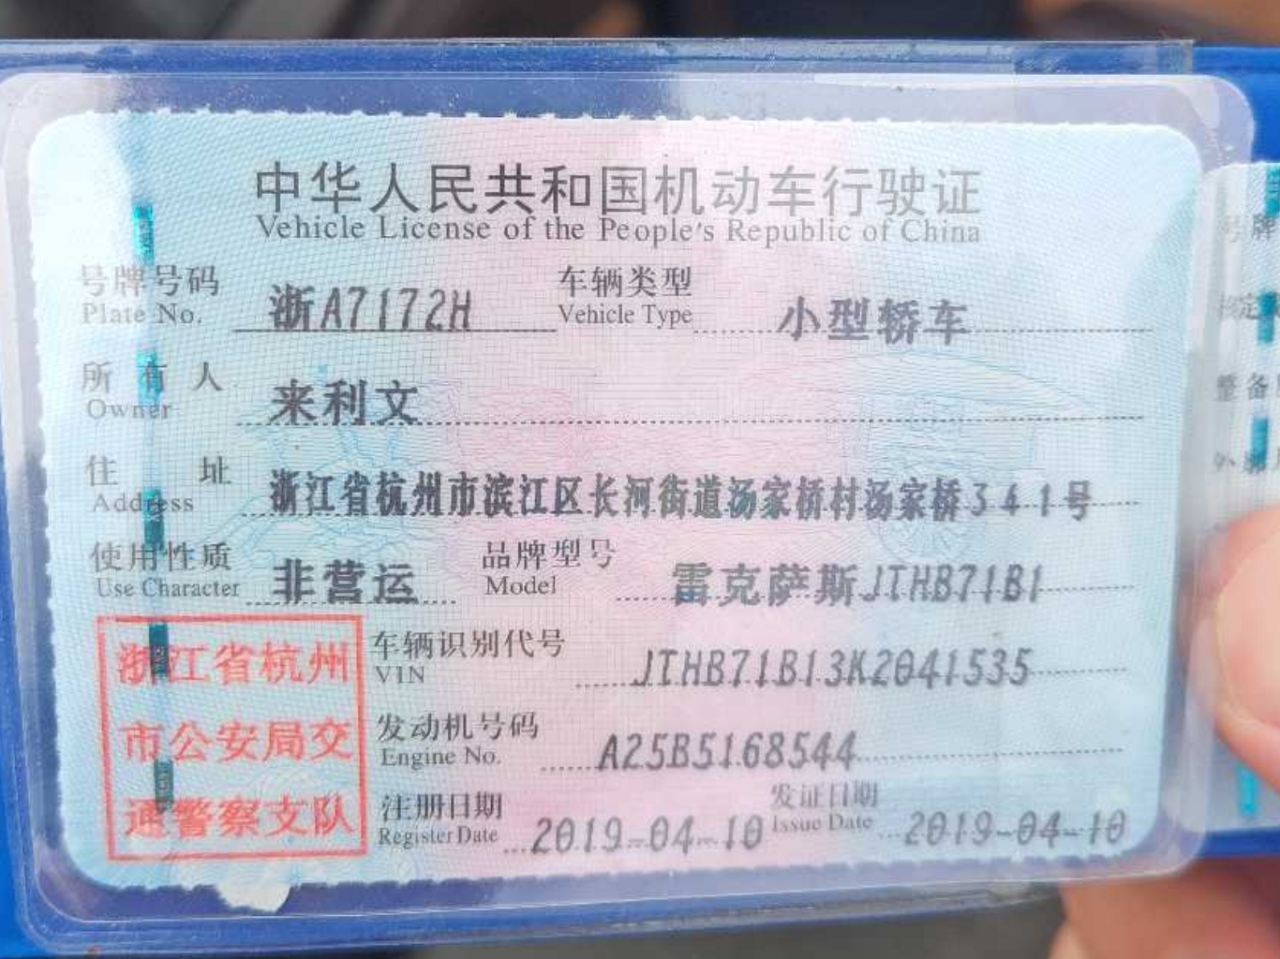 中华人民共和国机动车行驶证
Vehicle License of the People's Republic of China
号牌号码 浙A7172H 车辆类型 小型轿车
Plate No. Vehicle Type
所有人 来利文
Owner
住址 浙江省杭州市滨江区长河街道汤家桥村汤家桥341号
Address
使用性质 非营运 品牌型号 雷克萨斯JTHB71B1
Use Character Model
浙江省杭州
市公安局交
通警察支队
车辆识别代号 JTHB71B13K2041535
VIN
发动机号码 A25B5168544
Engine No.
注册日期 2019-04-10 发证日期 2019-04-10
Register Date Issue Date
号牌
核定
整备
外